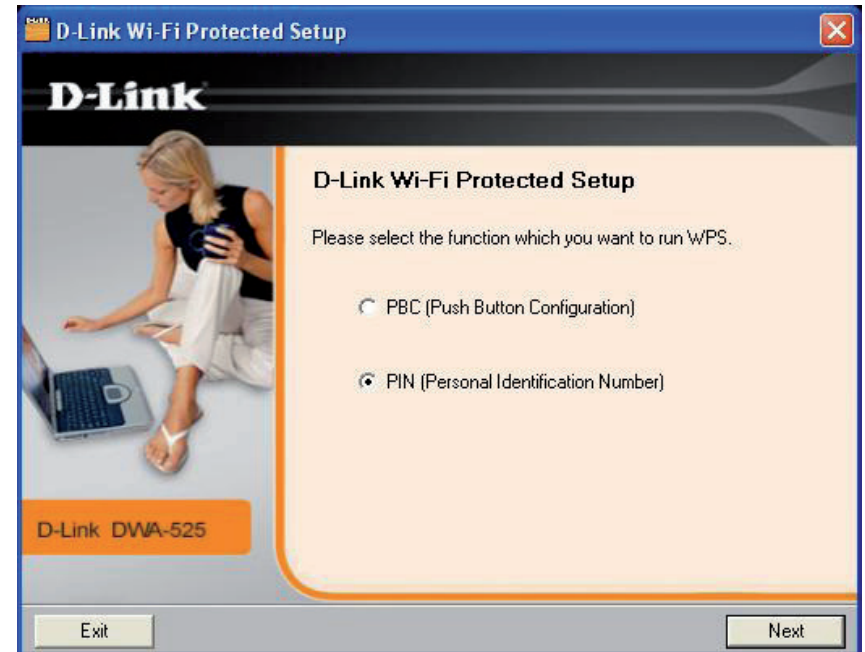 D-Link Wi-Fi Protected Setup
D-Link
D-Link Wi-Fi Protected Setup
Please select the function which you want to run WPS.
PBC (Push Button Configuration)
PIN (Personal Identification Number)
D-Link DWA-525
Exit
Next